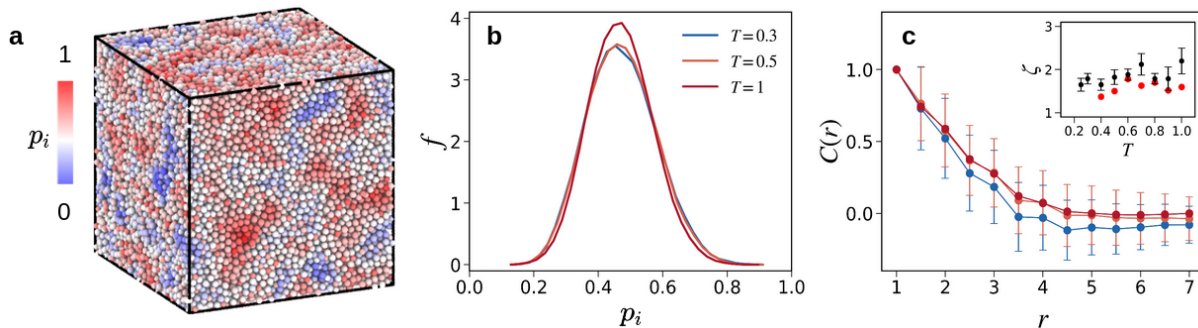 a
1
p_i
0
b
4
3
2
1
0
f
T = 0.3
T = 0.5
T = 1
0.0 0.2 0.4 0.6 0.8 1.0
p_i
c
1.0
0.5
0.0
C(r)
1 2 3 4 5 6 7
r
3
2
1
ζ
0.2 0.4 0.6 0.8 1.0
T